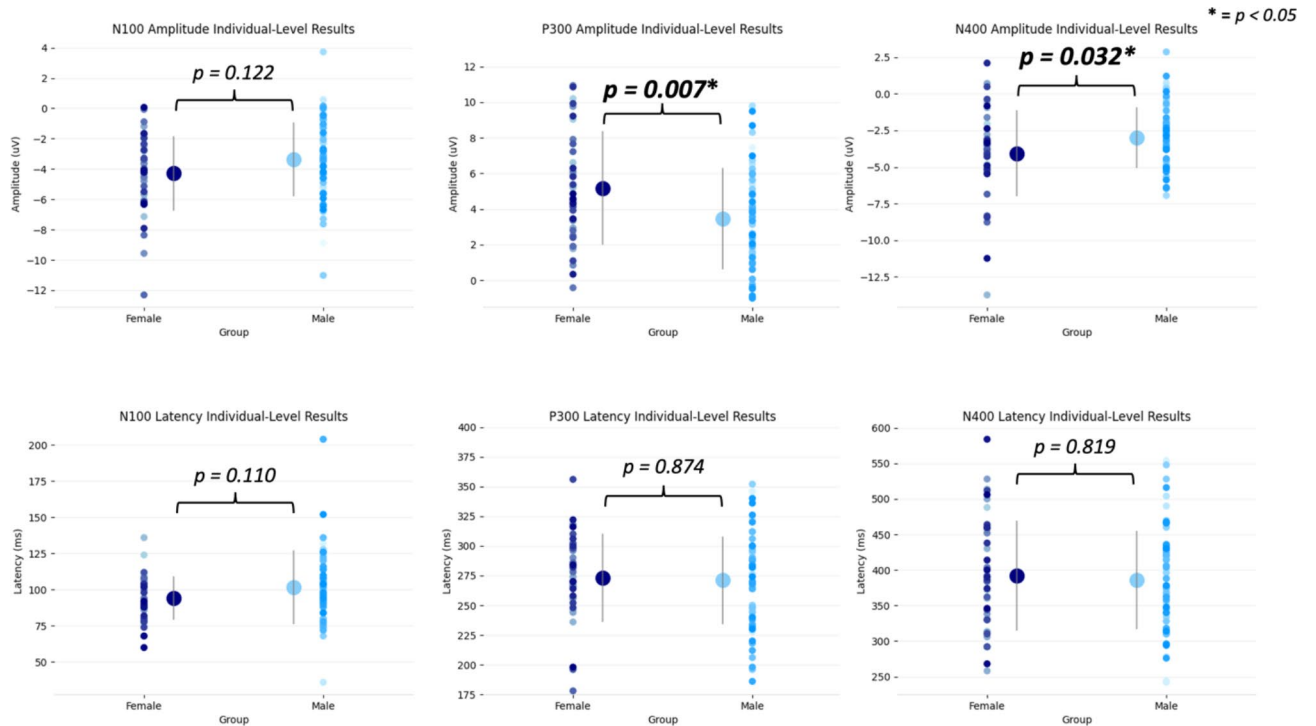 * = p < 0.05
N100 Amplitude Individual-Level Results
p = 0.122
4
2
0
−2
−4
−6
−8
−10
−12
Amplitude (uV)
Female
Male
Group
P300 Amplitude Individual-Level Results
p = 0.007*
12
10
8
6
4
2
0
Amplitude (uV)
Female
Male
Group
N400 Amplitude Individual-Level Results
p = 0.032*
2.5
0.0
−2.5
−5.0
−7.5
−10.0
−12.5
Amplitude (uV)
Female
Male
Group
N100 Latency Individual-Level Results
p = 0.110
200
175
150
125
100
75
50
Latency (ms)
Female
Male
Group
P300 Latency Individual-Level Results
p = 0.874
400
375
350
325
300
275
250
225
200
175
Latency (ms)
Female
Male
Group
N400 Latency Individual-Level Results
p = 0.819
600
550
500
450
400
350
300
250
Latency (ms)
Female
Male
Group